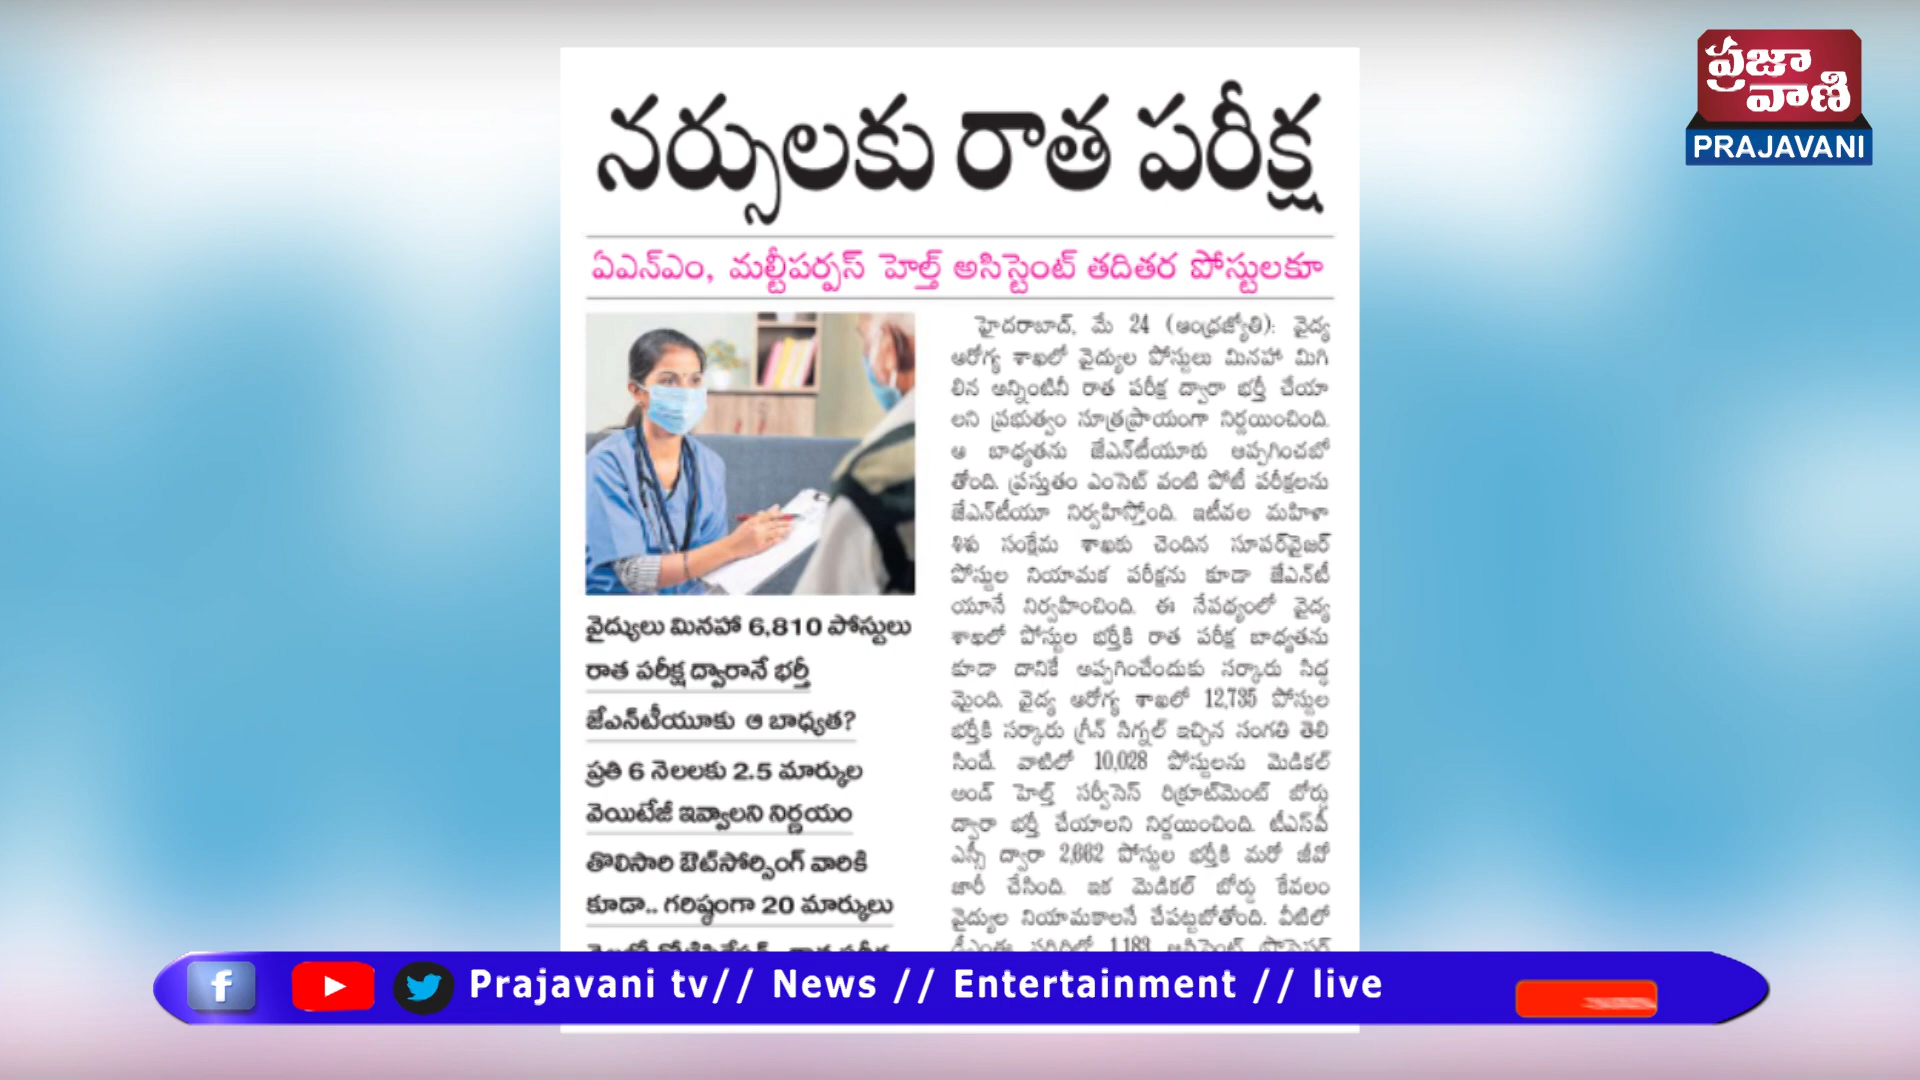 ప్రజా
వాణి
PRAJAVANI
నర్సులకు రాత పరీక్ష
ఏఎన్ఎం, మల్టీపర్పస్ హెల్త్ అసిస్టెంట్ తదితర పోస్టులకూ
వైద్యులు మినహా 6,810 పోస్టులు
రాత పరీక్ష ద్వారానే భర్తీ
జేఎన్‌టీయూకు ఆ బాధ్యత?
ప్రతి 6 నెలలకు 2.5 మార్కుల
వెయిటేజీ ఇవ్వాలని నిర్ణయం
తొలిసారి ఔట్‌సోర్సింగ్ వారికి
కూడా.. గరిష్ఠంగా 20 మార్కులు
హైదరాబాద్, మే 24 (ఆంధ్రజ్యోతి): వైద్య
ఆరోగ్య శాఖలో వైద్యుల పోస్టులు మినహా మిగి
లిన అన్నింటినీ రాత పరీక్ష ద్వారా భర్తీ చేయా
లని ప్రభుత్వం సూత్రప్రాయంగా నిర్ణయించింది.
ఆ బాధ్యతను జేఎన్‌టీయూకు అప్పగించబో
తోంది. ప్రస్తుతం ఎంసెట్ వంటి పోటీ పరీక్షలను
జేఎన్‌టీయూ నిర్వహిస్తోంది. ఇటీవల మహిళా
శిశు సంక్షేమ శాఖకు చెందిన సూపర్‌వైజర్
పోస్టుల నియామక పరీక్షను కూడా జేఎన్‌టీ
యూనే నిర్వహించింది. ఈ నేపథ్యంలో వైద్య
శాఖలో పోస్టుల భర్తీకి రాత పరీక్ష బాధ్యతను
కూడా దానికే అప్పగించేందుకు సర్కారు సిద్ధ
మైంది. వైద్య ఆరోగ్య శాఖలో 12,735 పోస్టుల
భర్తీకి సర్కారు గ్రీన్ సిగ్నల్ ఇచ్చిన సంగతి తెలి
సిందే. వాటిలో 10,028 పోస్టులను మెడికల్
అండ్ హెల్త్ సర్వీసెస్ రిక్రూట్‌మెంట్ బోర్డు
ద్వారా భర్తీ చేయాలని నిర్ణయించింది. టీఎస్‌పీ
ఎస్సీ ద్వారా 2,662 పోస్టుల భర్తీకి మరో జీవో
జారీ చేసింది. ఇక మెడికల్ బోర్డు కేవలం
వైద్యుల నియామకాలనే చేపట్టబోతోంది. వీటిలో
Prajavani tv// News // Entertainment // live